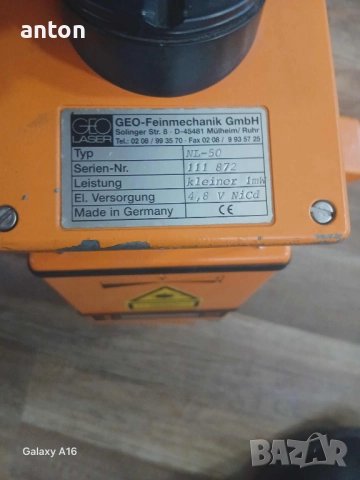 31mm
GEO
LASER
GEO-Feinmechanik GmbH
Solinger Str. 8 · D-45481 Mülheim/Ruhr
Tel.: 02 08 / 99 35 70 · Fax 02 08 / 9 93 57 25
Typ NL-50
Serien-Nr. 111 872
Leistung kleiner 1mW
El. Versorgung 4,8 V NiCd
Made in Germany CE
Galaxy A16
BAZAR